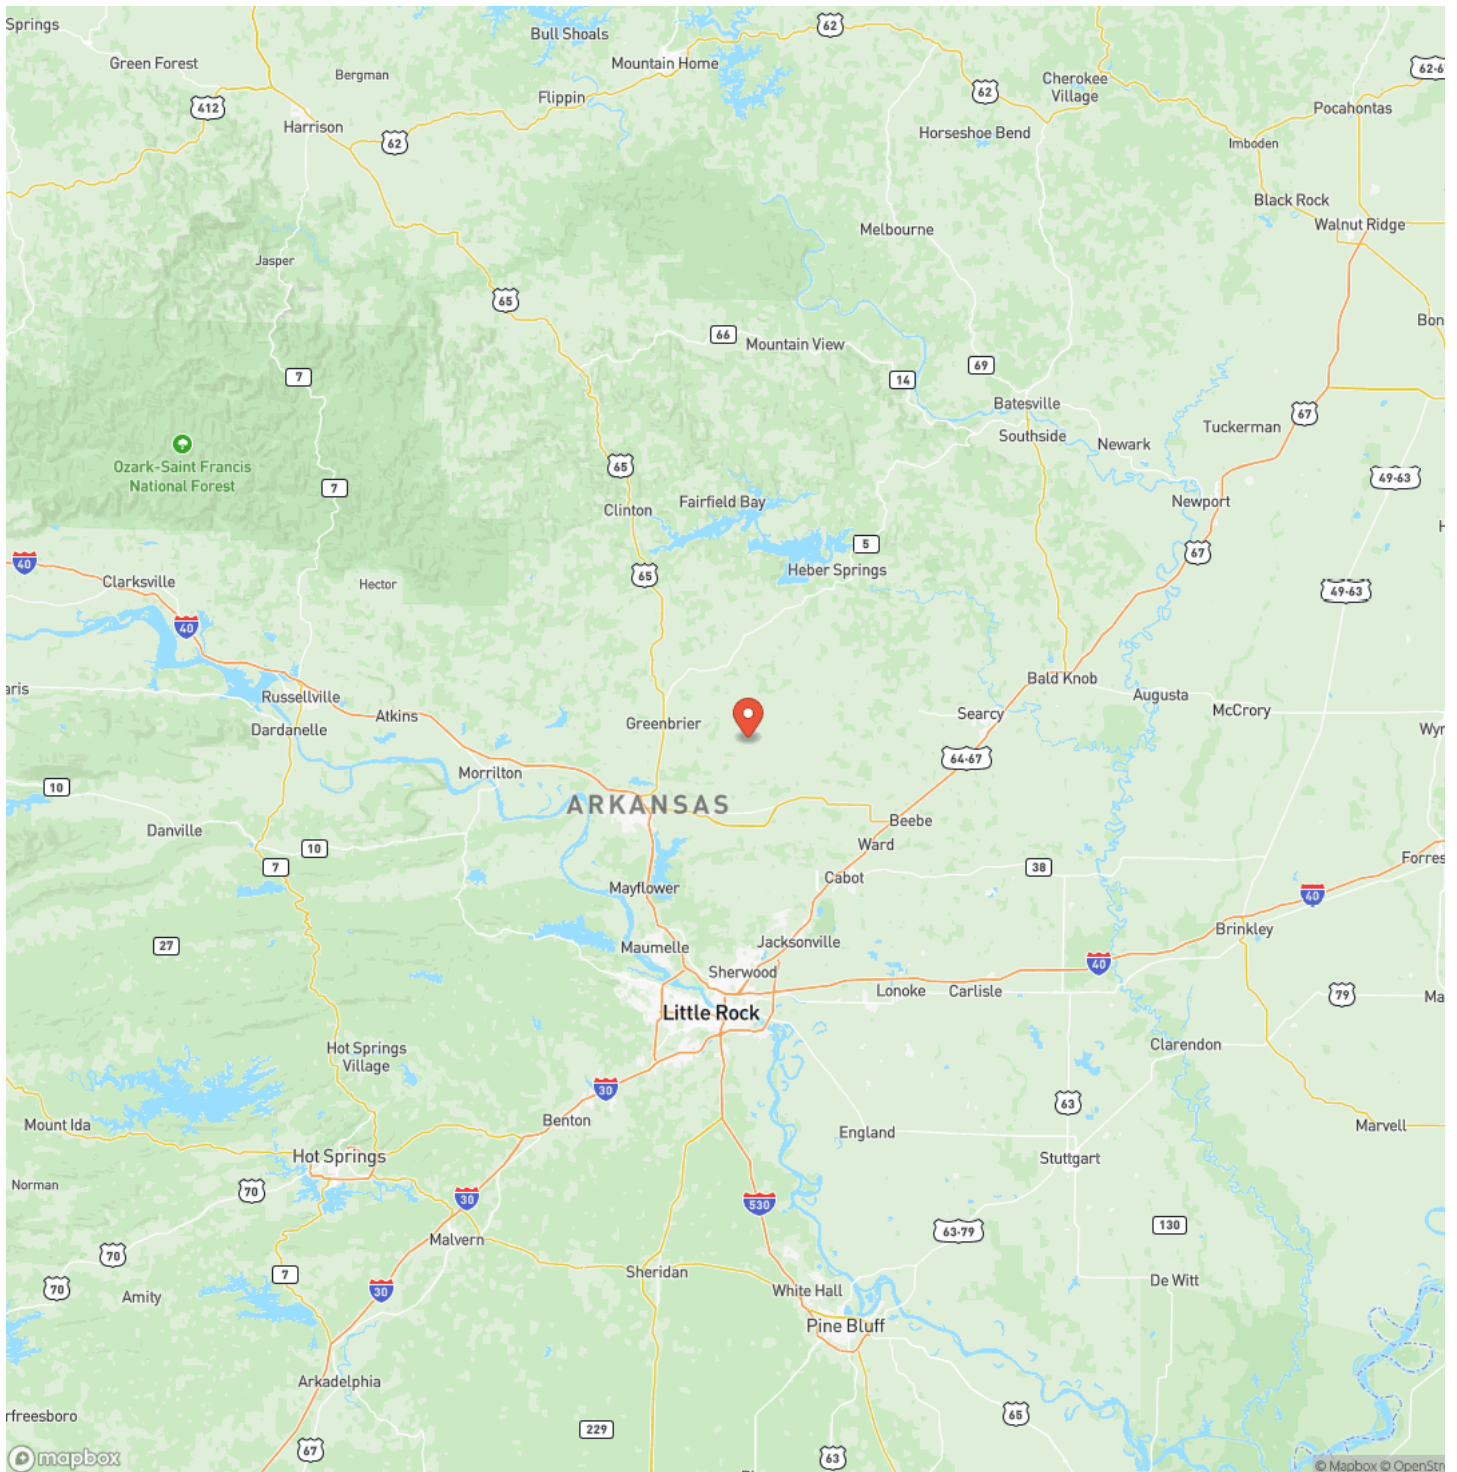 Springs
Bull Shoals
62
Green Forest
Bergman
Mountain Home
Cherokee
Village
62-6
412
Flippin
62
Pocahontas
Harrison
62
Horseshoe Bend
Imboden
Black Rock
Melbourne
Walnut Ridge
Jasper
65
66
Mountain View
Bon
7
69
14
Batesville
67
Ozark-Saint Francis
National Forest
Southside
Newark
Tuckerman
65
7
49-63
Clinton
Fairfield Bay
Newport
H
40
5
67
Clarksville
Hector
65
Heber Springs
49-63
40
aris
Russellville
Bald Knob
Augusta
McCrory
Atkins
Dardanelle
Greenbrier
Searcy
Wyn
64-67
Morrilton
10
ARKANSAS
Danville
10
Beebe
Ward
7
38
Forres
Mayflower
Cabot
40
27
Maumelle
Jacksonville
Brinkley
Sherwood
40
Lonoke
Carlisle
79
Ma
Little Rock
Hot Springs
Village
Clarendon
30
63
Mount Ida
Benton
England
Marvell
Hot Springs
Stuttgart
Norman
70
30
530
63-79
130
Malvern
70
7
Sheridan
De Witt
70
Amity
30
White Hall
Pine Bluff
Arkadelphia
rfreesboro
229
65
67
63
mapbox
© Mapbox © OpenStr